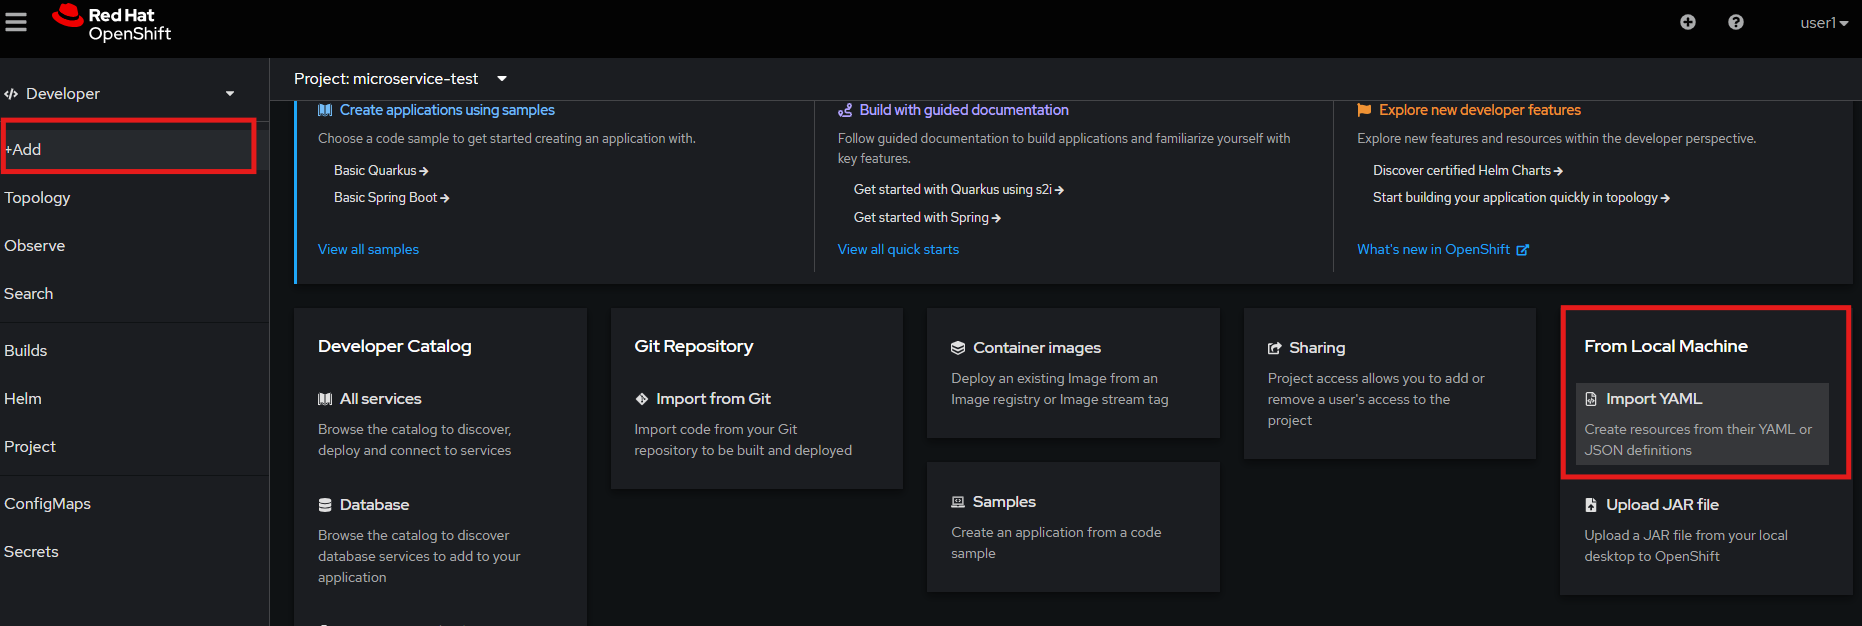 Red Hat
OpenShift
user1
Developer
+Add
Topology
Observe
Search
Builds
Helm
Project
ConfigMaps
Secrets
Project: microservice-test
Create applications using samples
Choose a code sample to get started creating an application with.
Basic Quarkus
Basic Spring Boot
View all samples
Build with guided documentation
Follow guided documentation to build applications and familiarize yourself with
key features.
Get started with Quarkus using s2i
Get started with Spring
View all quick starts
Explore new developer features
Explore new features and resources within the developer perspective.
Discover certified Helm Charts
Start building your application quickly in topology
What's new in OpenShift
Developer Catalog
All services
Browse the catalog to discover,
deploy and connect to services
Database
Browse the catalog to discover
database services to add to your
application
Git Repository
Import from Git
Import code from your Git
repository to be built and deployed
Container images
Deploy an existing Image from an
Image registry or Image stream tag
Samples
Create an application from a code
sample
Sharing
Project access allows you to add or
remove a user's access to the
project
From Local Machine
Import YAML
Create resources from their YAML or
JSON definitions
Upload JAR file
Upload a JAR file from your local
desktop to OpenShift